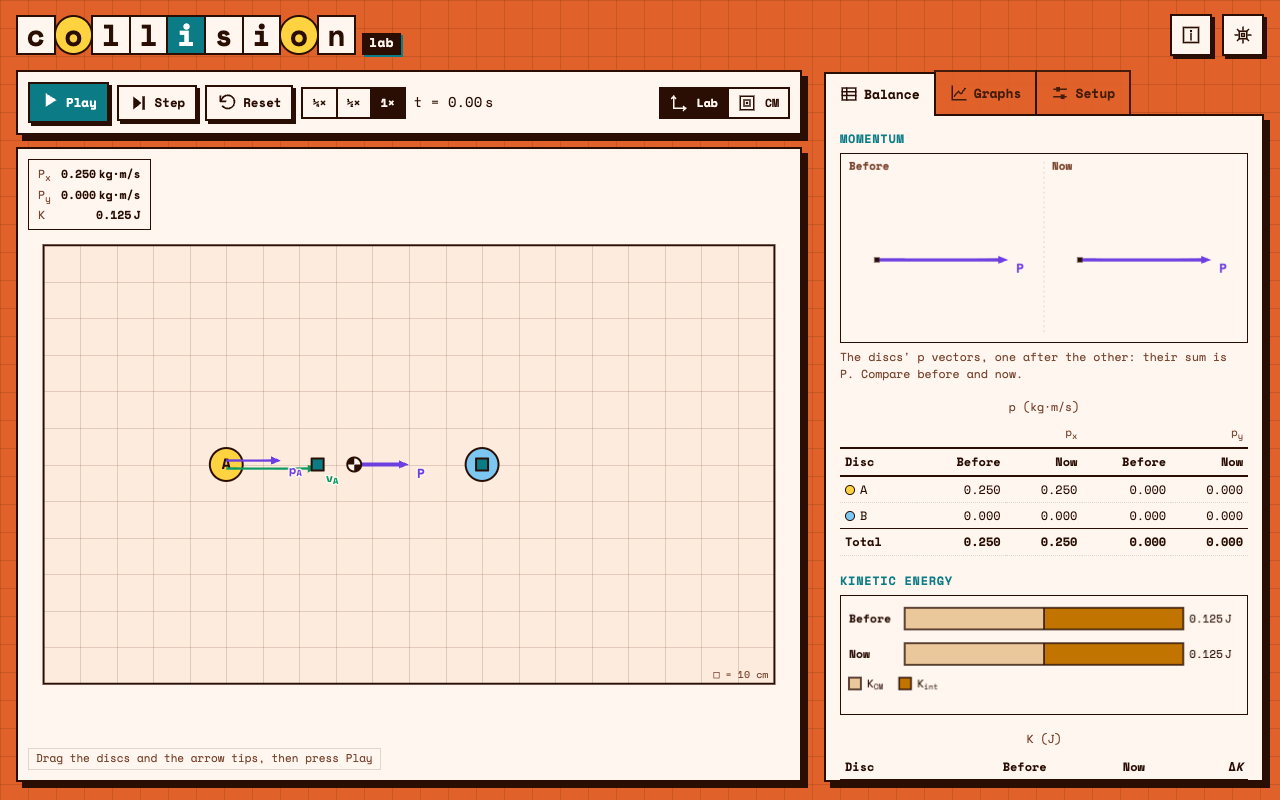 collision lab
Play Step Reset ¼× ½× 1× t = 0.00 s Lab CM
Px 0.250 kg·m/s
Py 0.000 kg·m/s
K 0.125 J
A pA vA P
□ = 10 cm
Drag the discs and the arrow tips, then press Play
Balance Graphs Setup
MOMENTUM
Before Now
P P
The discs' p vectors, one after the other: their sum is
P. Compare before and now.
p (kg·m/s)
px py
Disc Before Now Before Now
A 0.250 0.250 0.000 0.000
B 0.000 0.000 0.000 0.000
Total 0.250 0.250 0.000 0.000
KINETIC ENERGY
Before 0.125 J
Now 0.125 J
KCM Kint
K (J)
Disc Before Now ΔK